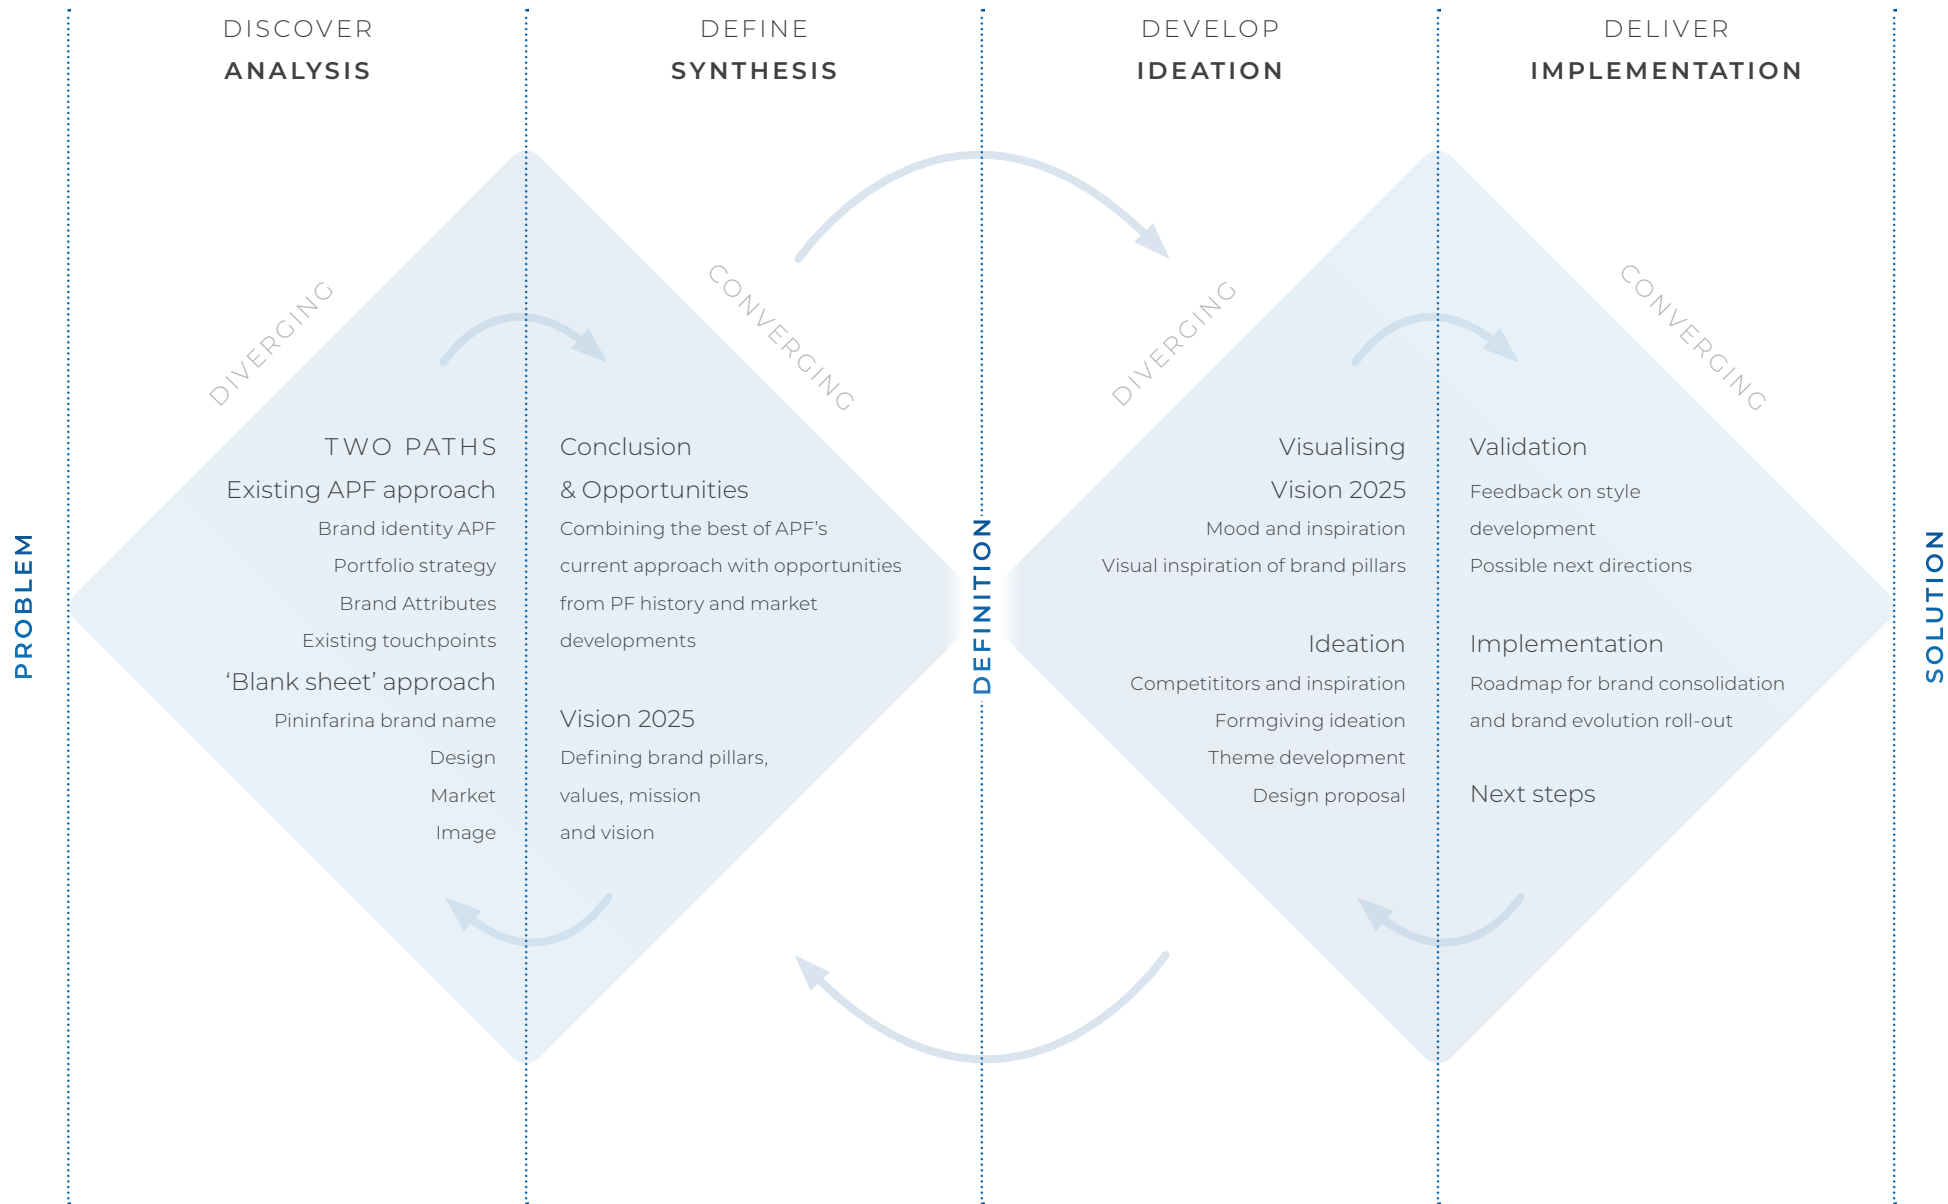 DISCOVER
ANALYSIS
DEFINE
SYNTHESIS
DEVELOP
IDEATION
DELIVER
IMPLEMENTATION
PROBLEM
DIVERGING
TWO PATHS
Existing APF approach
Brand identity APF
Portfolio strategy
Brand Attributes
Existing touchpoints
‘Blank sheet’ approach
Pininfarina brand name
Design
Market
Image
CONVERGING
Conclusion
& Opportunities
Combining the best of APF’s
current approach with opportunities
from PF history and market
developments
Vision 2025
Defining brand pillars,
values, mission
and vision
DEFINITION
DIVERGING
Visualising
Vision 2025
Mood and inspiration
Visual inspiration of brand pillars
Ideation
Competititors and inspiration
Formgiving ideation
Theme development
Design proposal
CONVERGING
Validation
Feedback on style
development
Possible next directions
Implementation
Roadmap for brand consolidation
and brand evolution roll-out
Next steps
SOLUTION